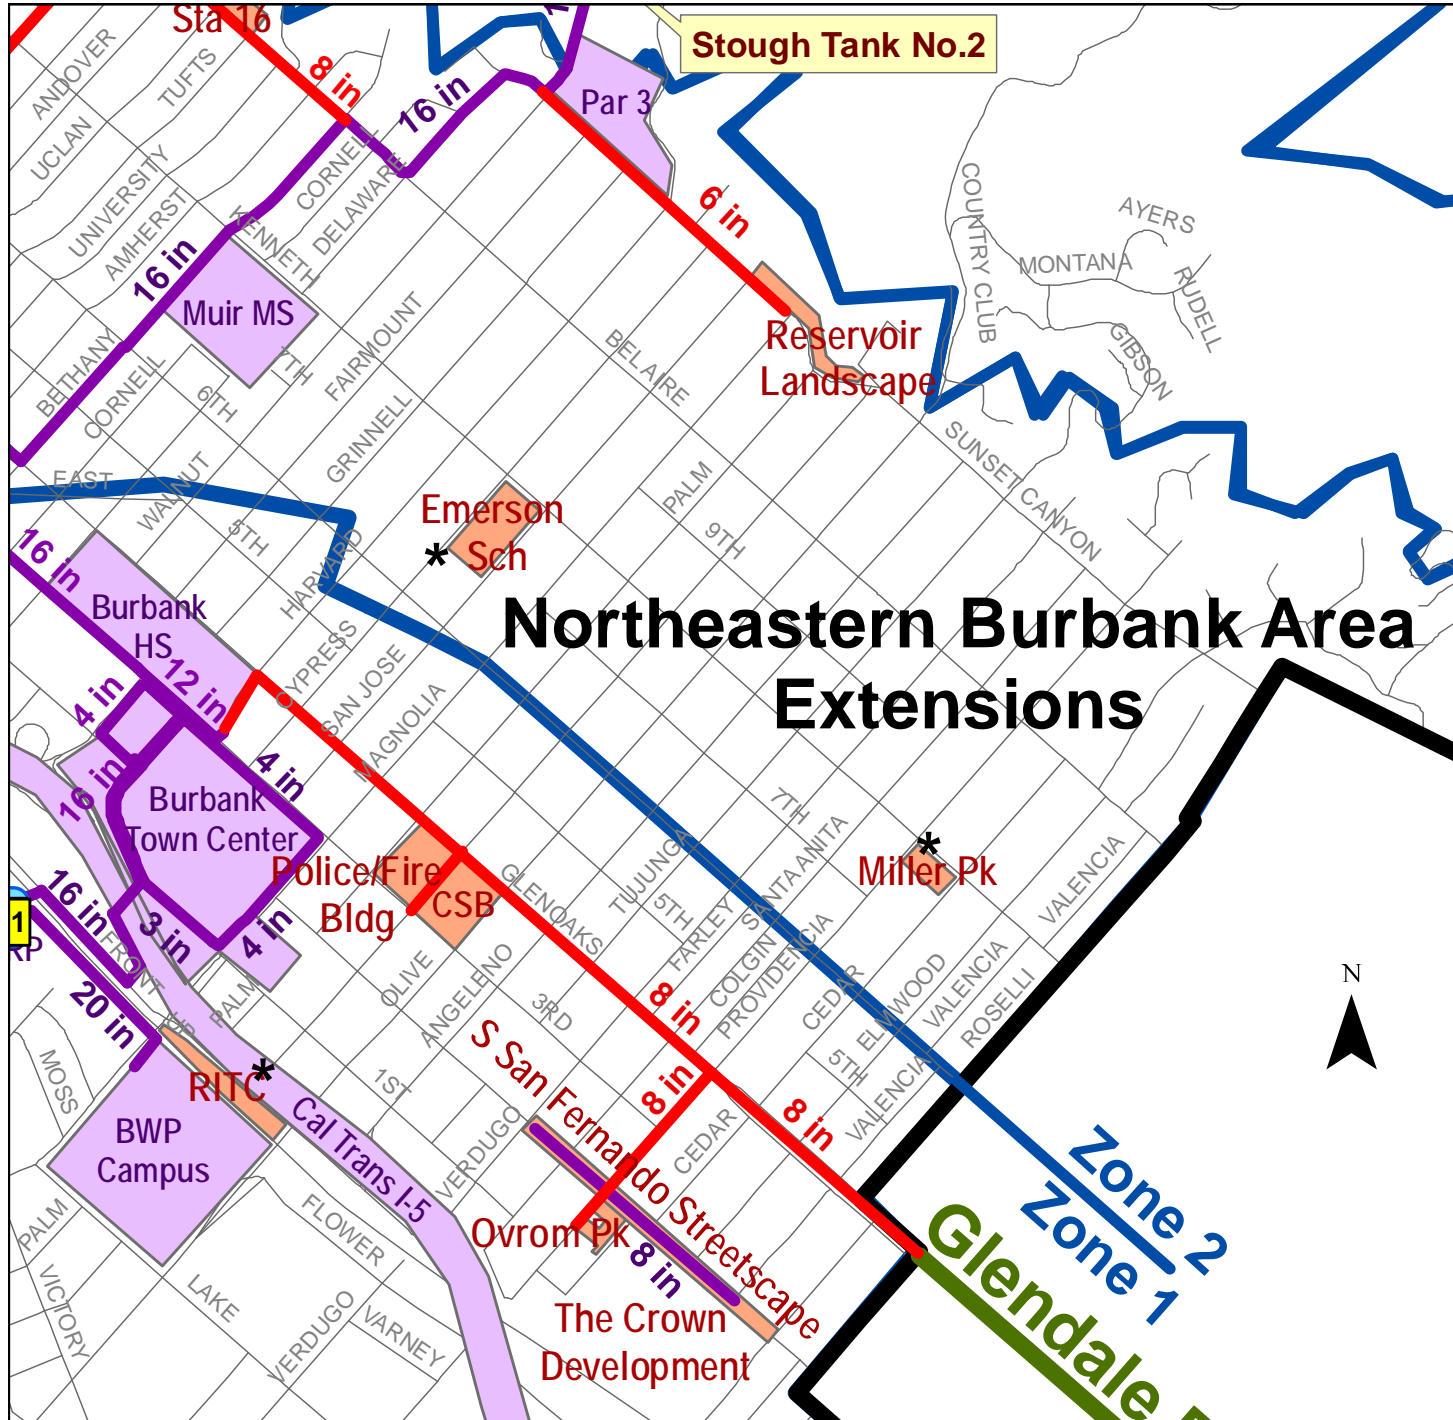 Sta 16
Stough Tank No.2
ANDOVER
TUFTS
8 in
16 in
Par 3
UCLAN
UNIVERSITY
CORNELL
DELAWARE
AMHERST
KENNETH
6 in
COUNTRY CLUB
AYERS
MONTANA
RUDELL
GIBSON
16 in
Muir MS
7TH
FAIRMOUNT
BELAIRE
Reservoir
Landscape
BETHANY
CORNELL
6TH
GRINNELL
SUNSET CANYON
EAST
WALNUT
5TH
PALM
9TH
Emerson
Sch
*
16 in
HARVARD
Burbank
HS
Northeastern Burbank Area
Extensions
12 in
4 in
CYPRESS
SAN JOSE
MAGNOLIA
4 in
16 in
Burbank
Town Center
7TH
SANTA ANITA
*
Miller Pk
VALENCIA
Police/Fire
Bldg
CSB
GLENOAKS
TUJUNGA
5TH
FARLEY
COLGIN
PROVIDENCIA
16 in
1
RP
3 in
4 in
FRONT
PALM
OLIVE
ANGELENO
3RD
8 in
CEDAR
ELMWOOD
VALENCIA
ROSELLI
N
20 in
MOSS
RITC
*
1ST
S San Fernando Streetscape
8 in
8 in
5TH
VALENCIA
BWP
Campus
Cal Trans I-5
VERDUGO
CEDAR
Zone 2
Zone 1
PALM
FLOWER
Ovrom Pk
8 in
Glendale
VICTORY
LAKE
VERDUGO
VARNEY
The Crown
Development